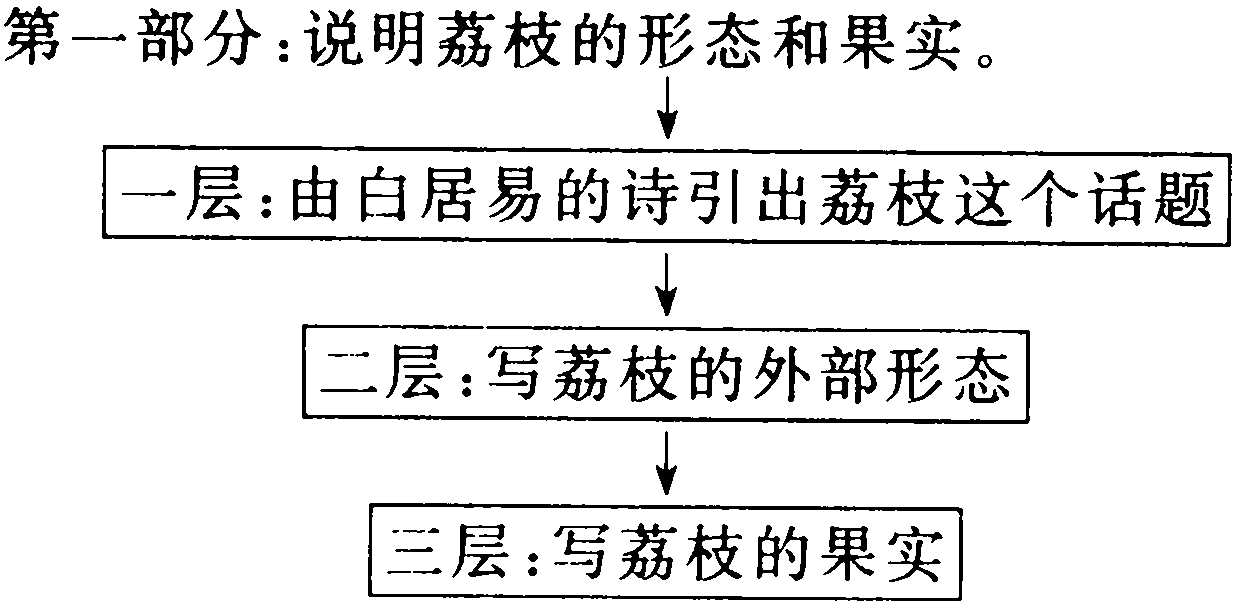 第一部分：说明荔枝的形态和果实。
一层：由白居易的诗引出荔枝这个话题
二层：写荔枝的外部形态
三层：写荔枝的果实